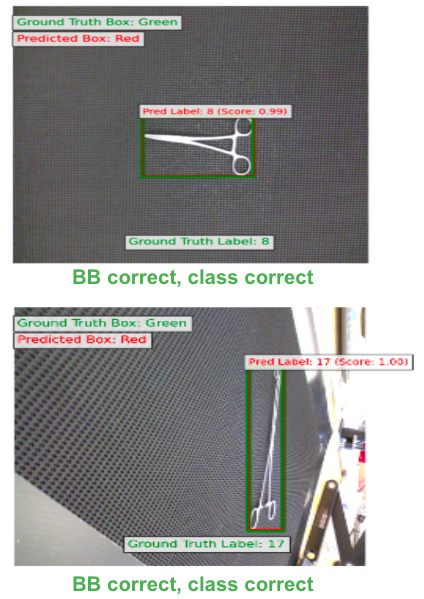 Ground Truth Box: Green
Predicted Box: Red
Pred Label: 8 (Score: 0.99)
Ground Truth Label: 8
BB correct, class correct
Ground Truth Box: Green
Predicted Box: Red
Pred Label: 17 (Score: 1.00)
Ground Truth Label: 17
BB correct, class correct